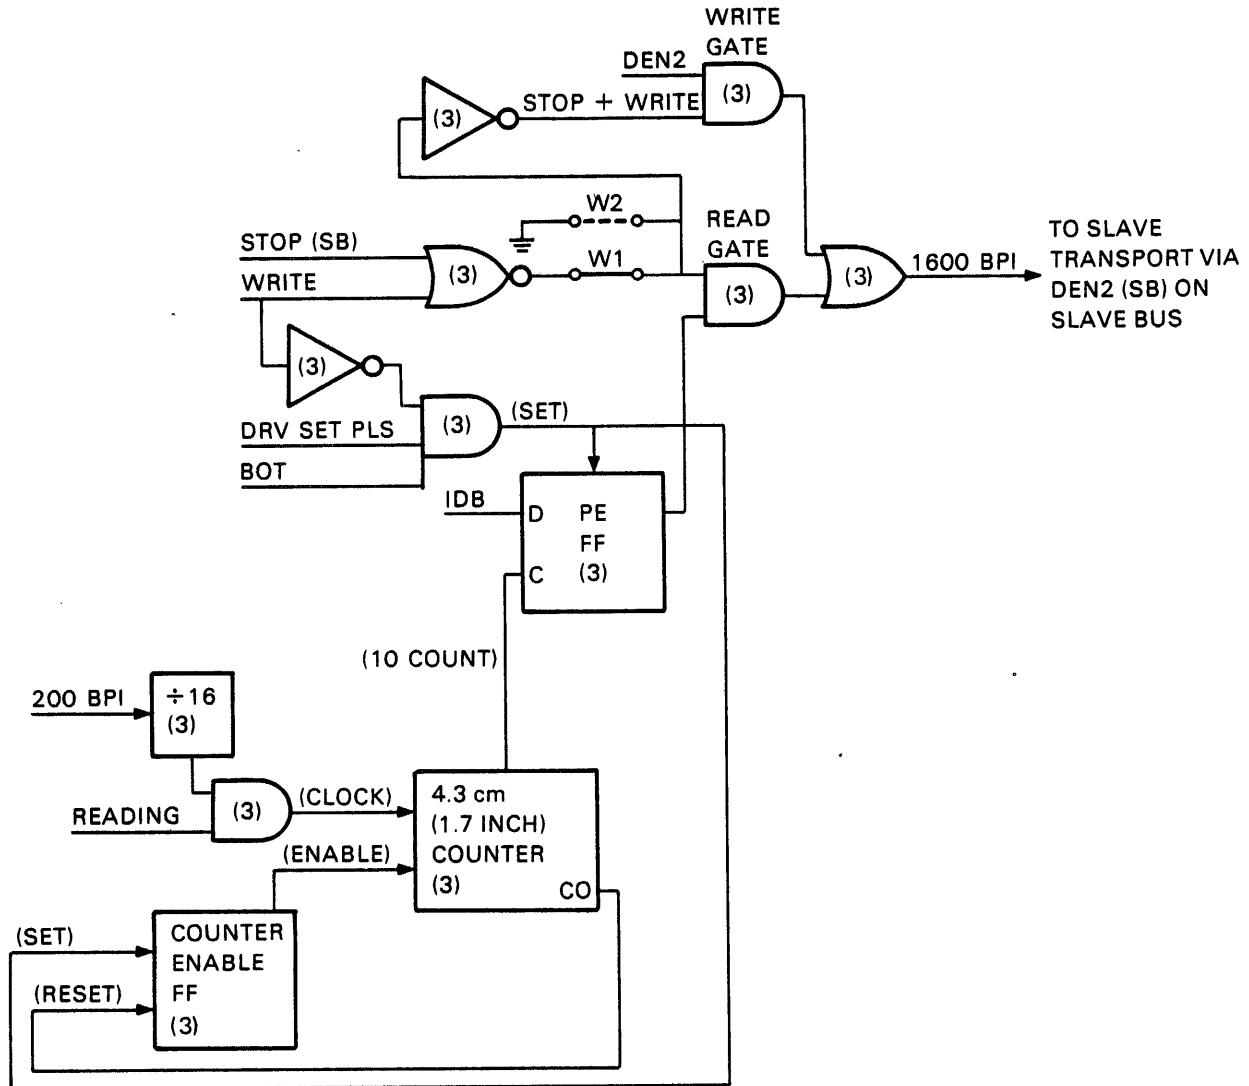 WRITE
GATE
DEN2
(3)
(3)
STOP + WRITE
W2
READ
GATE
STOP (SB)
(3)
W1
WRITE
(3)
(3)
1600 BPI
TO SLAVE
TRANSPORT VIA
DEN2 (SB) ON
SLAVE BUS
(3)
(SET)
DRV SET PLS
(3)
BOT
IDB
D
PE
FF
(3)
C
(10 COUNT)
200 BPI
÷16
(3)
READING
(3)
(CLOCK)
4.3 cm
(1.7 INCH)
COUNTER
(3)
CO
(ENABLE)
(SET)
COUNTER
ENABLE
FF
(3)
(RESET)